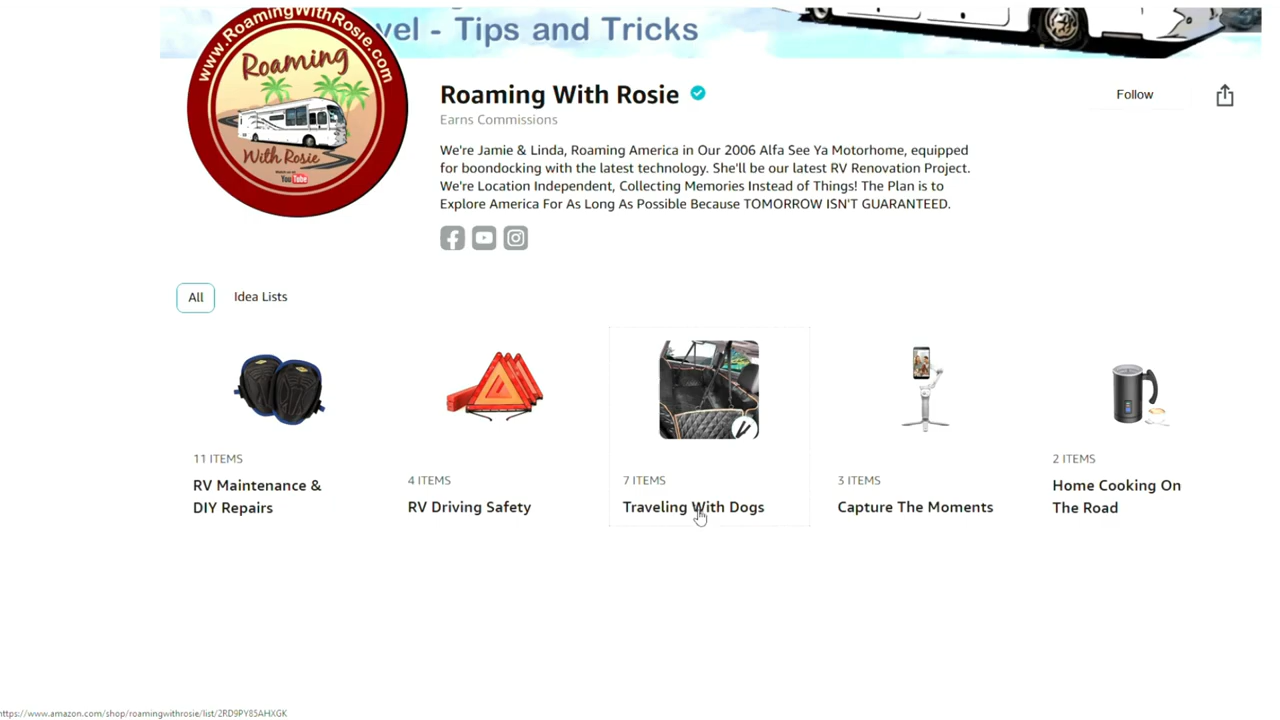 vel - Tips and Tricks
www.RoamingWithRosie.com
Roaming
With Rosie
YouTube
Roaming With Rosie
Follow
Earns Commissions
We're Jamie & Linda, Roaming America in Our 2006 Alfa See Ya Motorhome, equipped
for boondocking with the latest technology. She'll be our latest RV Renovation Project.
We're Location Independent, Collecting Memories Instead of Things! The Plan is to
Explore America For As Long As Possible Because TOMORROW ISN'T GUARANTEED.
All
Idea Lists
11 ITEMS
RV Maintenance &
DIY Repairs
4 ITEMS
RV Driving Safety
7 ITEMS
Traveling With Dogs
3 ITEMS
Capture The Moments
2 ITEMS
Home Cooking On
The Road
https://www.amazon.com/shop/roamingwithrosie/list/2RD9PY85AHXGK